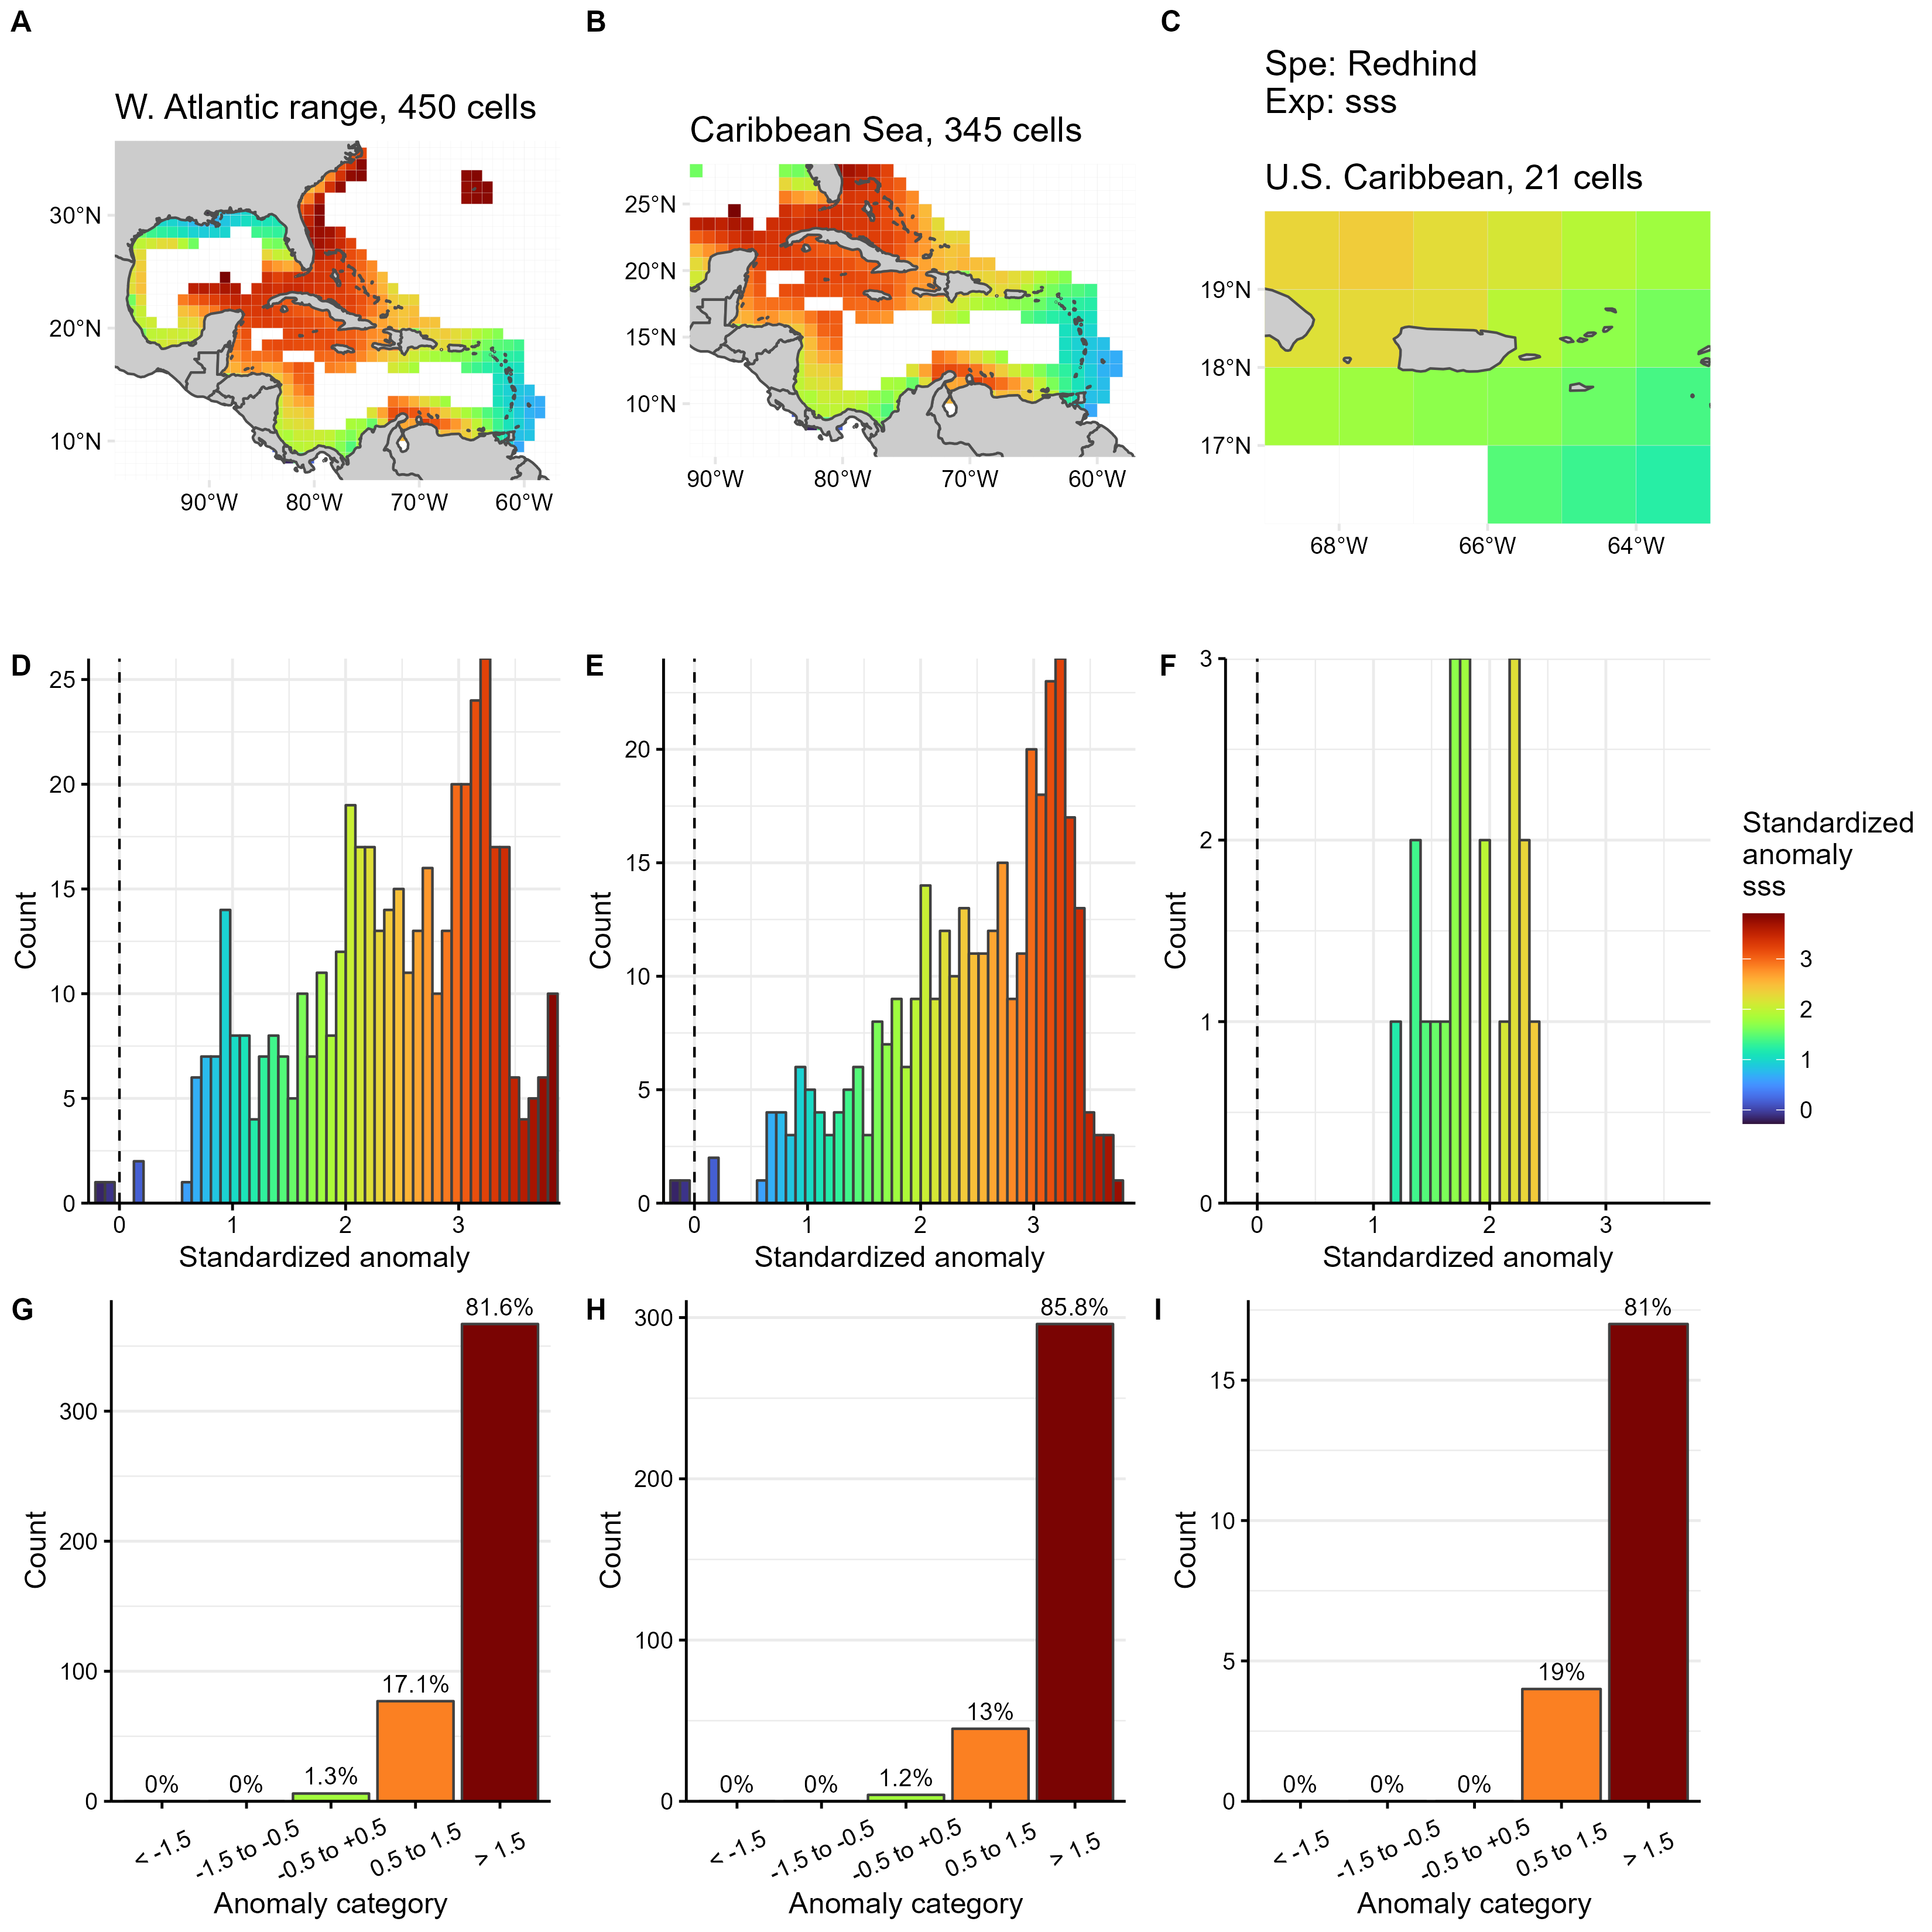 A
B
C
Spe: Redhind
Exp: sss
W. Atlantic range, 450 cells
Caribbean Sea, 345 cells
U.S. Caribbean, 21 cells
30°N
20°N
10°N
90°W
80°W
70°W
60°W
25°N
20°N
15°N
10°N
90°W
80°W
70°W
60°W
19°N
18°N
17°N
68°W
66°W
64°W
D
25
20
15
10
5
0
Count
0
1
2
3
Standardized anomaly
E
20
15
10
5
0
Count
0
1
2
3
Standardized anomaly
F
3
2
1
0
Count
0
1
2
3
Standardized anomaly
Standardized
anomaly
sss
3
2
1
0
G
300
200
100
0
Count
0%
0%
1.3%
17.1%
81.6%
< -1.5
-1.5 to -0.5
-0.5 to +0.5
0.5 to 1.5
> 1.5
Anomaly category
H
300
200
100
0
Count
0%
0%
1.2%
13%
85.8%
< -1.5
-1.5 to -0.5
-0.5 to +0.5
0.5 to 1.5
> 1.5
Anomaly category
I
15
10
5
0
Count
0%
0%
0%
19%
81%
< -1.5
-1.5 to -0.5
-0.5 to +0.5
0.5 to 1.5
> 1.5
Anomaly category